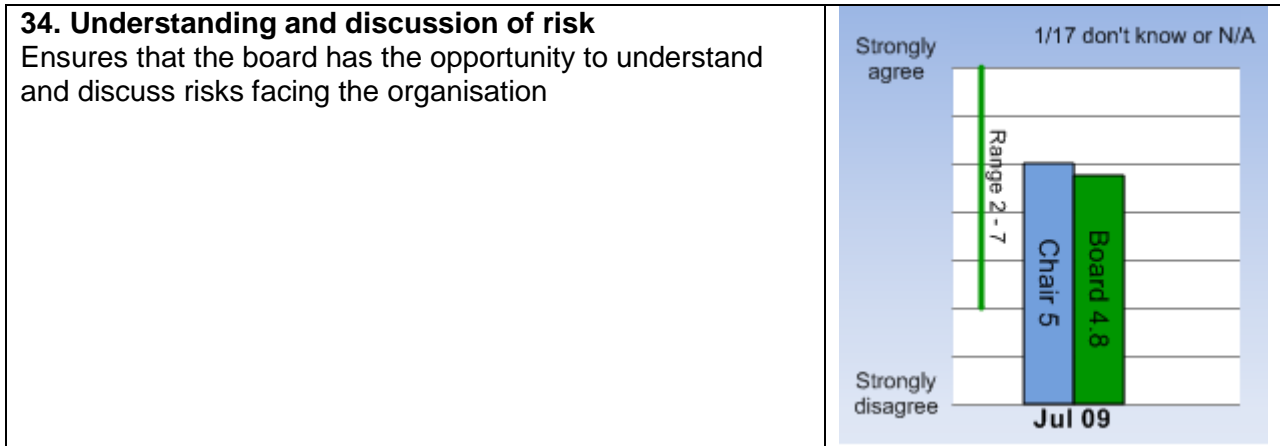 34. Understanding and discussion of risk
Ensures that the board has the opportunity to understand
and discuss risks facing the organisation
1/17 don't know or N/A
Strongly
agree
Range 2 - 7
Chair 5
Board 4.8
Strongly
disagree
Jul 09